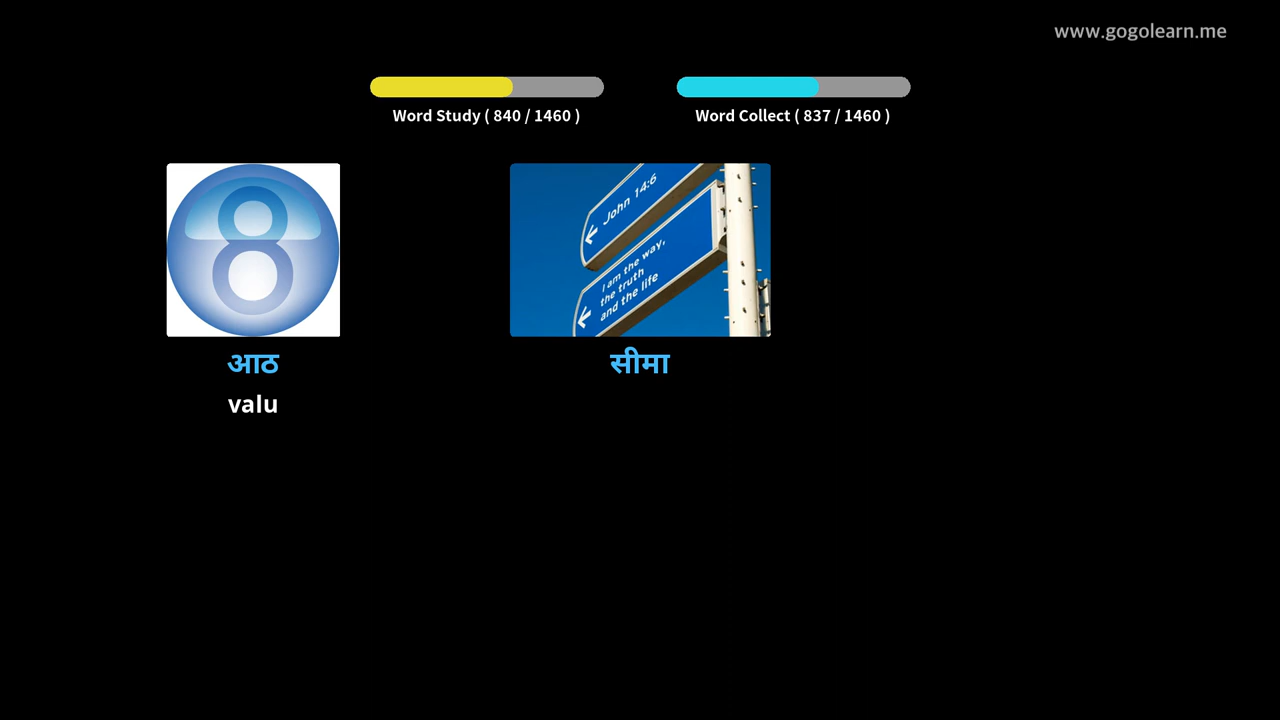 www.gogolearn.me
Word Study ( 840 / 1460 )
Word Collect ( 837 / 1460 )
8
John 14:6
I am the way,
the truth
and the life
आठ
सीमा
valu